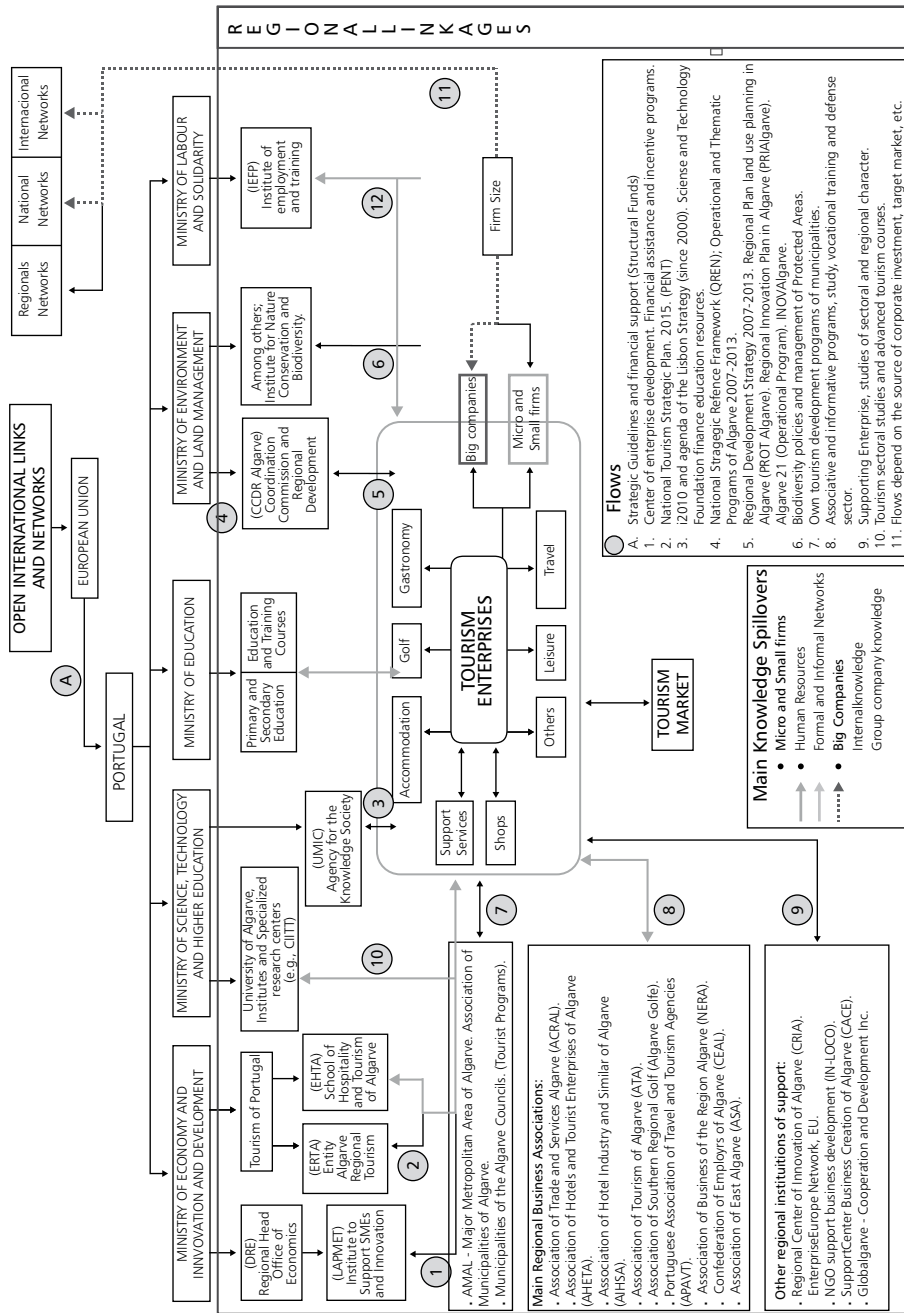 OPEN INTERNATIONAL LINKS
AND NETWORKS
EUROPEAN UNION
A
PORTUGAL
Regionals
Networks
National
Networks
Internacional
Networks
MINISTRY OF ECONOMY AND
INNVOVATION AND DEVELOPMENT
MINISTRY OF SCIENCE, TECHNOLOGY
AND HIGHER EDUCATION
MINISTRY OF EDUCATION
MINISTRY OF ENVIRONMENT
AND LAND MANAGEMENT
MINISTRY OF LABOUR
AND SOLIDARITY
(DRE)
Regional Head
Office of
Economics
(LAPMET)
Institute to
Support SMEs
and Innovation
Tourism of Portugal
(ERTA)
Entity
Algarve
Regional
Tourism
(EHTA)
School of
Hospitality
and Tourism
of Algarve
University of Algarve,
Institutes and Specialized
research centers
(e.g., CIITT)
(UMIC)
Agency for the
Knowledge Society
Primary and
Secondary
Education
Education
and Training
Courses
4
(CCDR Algarve)
Coordination
Commission and
Regional
Development
Among others;
Institute for Nature
Conservation and
Biodiversity.
(IEFP)
Institute of
employment
and training
REGIONAL LINKAGES
1
2
10
3
5
6
12
11
7
8
9
Accommodation
Golf
Gastronomy
Support
Services
Shops
TOURISM
ENTERPRISES
Others
Leisure
Travel
Big companies
Micro and
Small firms
Firm Size
TOURISM
MARKET
· AMAL - Major Metropolitan Area of Algarve. Association of
Municipalities of Algarve.
· Municipalities of the Algarve Councils. (Tourist Programs).
Main Regional Business Associations:
· Association of Trade and Services Algarve (ACRAL).
· Association of Hotels and Tourist Enterprises of Algarve
(AHETA).
· Association of Hotel Industry and Similar of Algarve
(AIHSA).
· Association of Tourism of Algarve (ATA).
· Association of Southern Regional Golf (Algarve Golfe).
· Portuguese Association of Travel and Tourism Agencies
(APAVT).
· Association of Business of the Region Algarve (NERA).
· Confederation of Employrs of Algarve (CEAL).
· Association of East Algarve (ASA).
Other regional instituitions of support:
· Regional Center of Innovation of Algarve (CRIA).
EnterpriseEurope Network, EU.
· NGO support business development (IN-LOCO).
· SupportCenter Business Creation of Algarve (CACE).
· Globalgarve - Cooperation and Development Inc.
Main Knowledge Spillovers
• Micro and Small firms
• Human Resources
Formal and Informal Networks
• Big Companies
Internalknowledge
Group company knowledge
Flows
A. Strategic Guidelines and financial support (Structural Funds)
1. Center of enterprise development. Financial assistance and incentive programs.
2. National Tourism Strategic Plan. 2015. (PENT)
3. i2010 and agenda of the Lisbon Strategy (since 2000). Sciense and Technology
Foundation finance education resources.
4. National Stragegic Refence Framework (QREN); Operational and Thematic
Programs of Algarve 2007-2013.
5. Regional Development Strategy 2007-2013. Regional Plan land use planning in
Algarve (PROT Algarve). Regional Innovation Plan in Algarve (PRIAlgarve).
Algarve 21 (Operational Program). INOVAlgarve.
6. Biodiversity policies and management of Protected Areas.
7. Own tourism development programs of municipalities.
8. Associative and informative programs, study, vocational training and defense
sector.
9. Supporting Enterprise, studies of sectoral and regional character.
10. Tourism sectoral studies and advanced tourism courses.
11. Flows depend on the source of corporate investment, target market, etc.